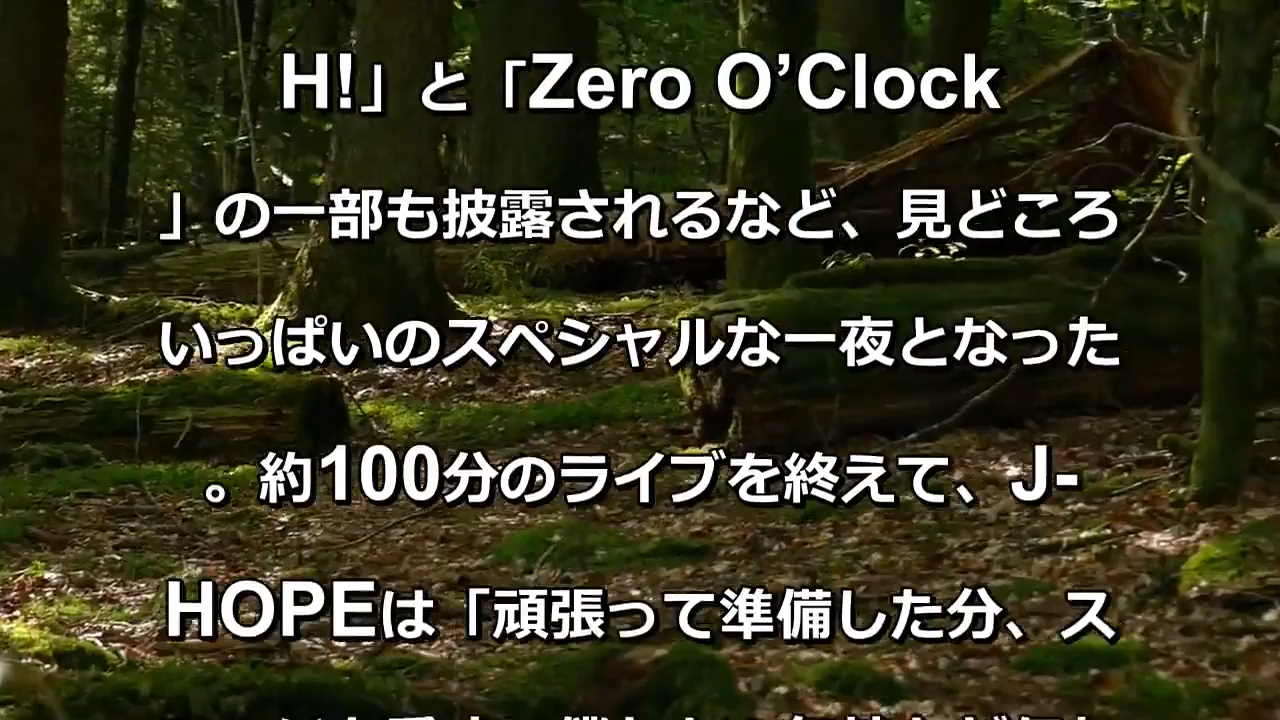 H!」と「Zero O’Clock
」の一部も披露されるなど、見どころ
いっぱいのスペシャルな一夜となった
。約100分のライブを終えて、J-
HOPEは「頑張って準備した分、ス